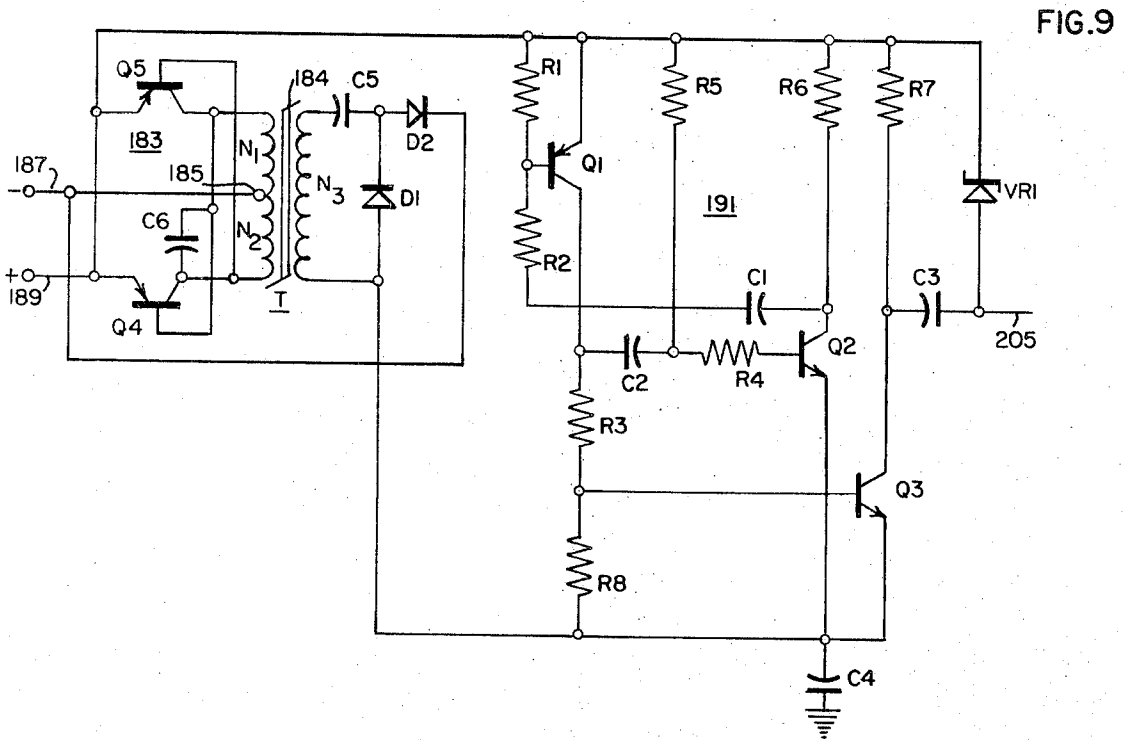 FIG.9
Q5
184
C5
R1
R5
R6
R7
183
D2
187
185
N1
N3
Q1
191
D1
VR1
−
C6
N2
R2
+
189
T
C1
C3
205
Q4
C2
R4
Q2
R3
Q3
R8
C4